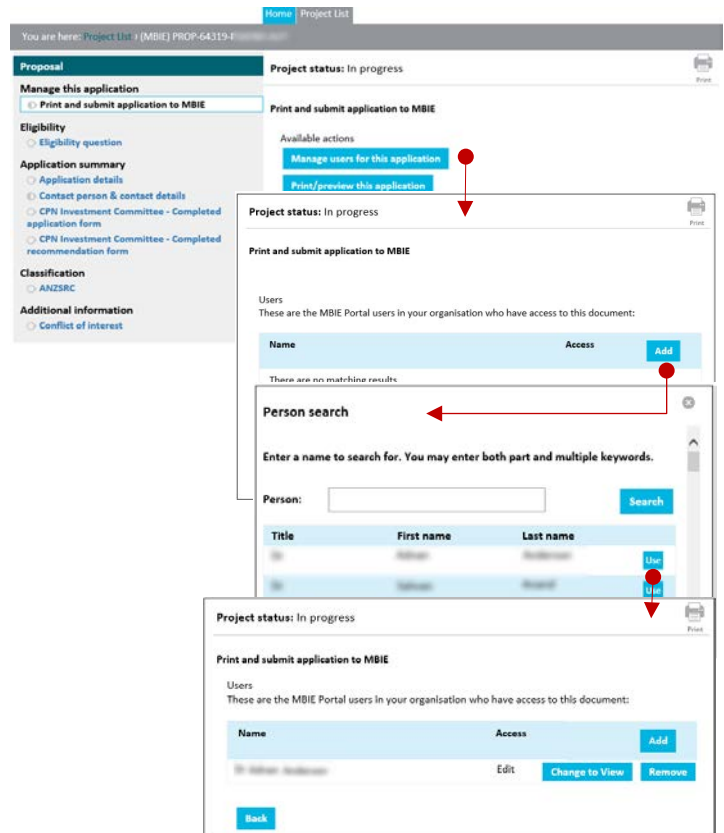 Home Project List
You are here: Project List › (MBIE) PROP-64319-
Proposal
Manage this application
Print and submit application to MBIE
Eligibility
Eligibility question
Application summary
Application details
Contact person & contact details
CPN Investment Committee - Completed
application form
CPN Investment Committee - Completed
recommendation form
Classification
ANZSRC
Additional information
Conflict of interest
Project status: In progress
Print
Print and submit application to MBIE
Available actions
Manage users for this application
Print/preview this application
Project status: In progress
Print
Print and submit application to MBIE
Users
These are the MBIE Portal users in your organisation who have access to this document:
Name Access Add
There are no matching results
Person search
Enter a name to search for. You may enter both part and multiple keywords.
Person: Search
Title First name Last name
Use
Use
Project status: In progress
Print
Print and submit application to MBIE
Users
These are the MBIE Portal users in your organisation who have access to this document:
Name Access Add
Edit Change to View Remove
Back